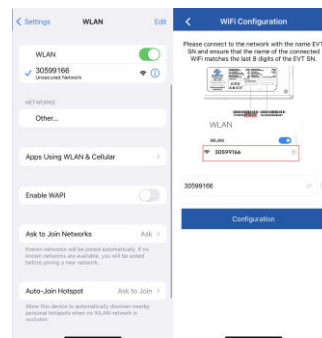 Settings
WLAN
Edit
WLAN
30599166
Unsecured Network
NETWORKS
Other...
Apps Using WLAN & Cellular
Enable WAPI
Ask to Join Networks
Ask
Known networks will be joined automatically. If no
known networks are available, you will be asked
before joining a new network.
Auto-Join Hotspot
Ask to Join
Allow this device to automatically discover nearby
personal hotspots when no WLAN network is
available.
WiFi Configuration
Please connect to the network with the name EVT
SN and ensure that the name of the connected
WiFi matches the last 8 digits of the EVT SN.
WLAN
WLAN
30599166
30599166
Configuration